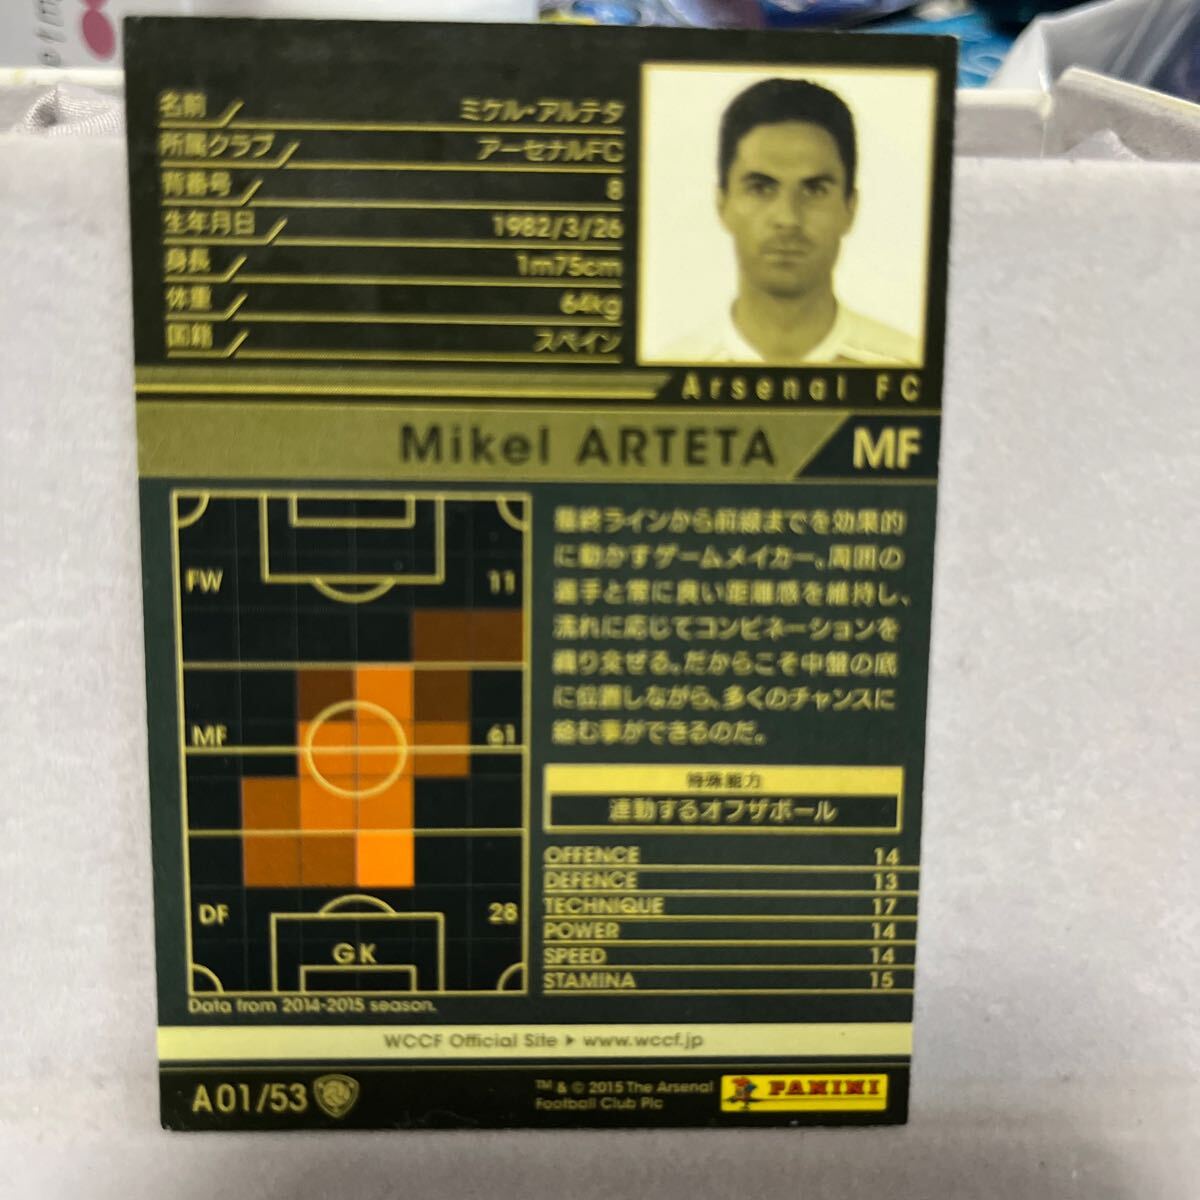 名前 ミケル・アルテタ
所属クラブ アーセナルFC
背番号 8
生年月日 1982/3/26
身長 1m75cm
体重 64kg
国籍 スペイン
Arsenal FC
Mikel ARTETA MF
FW 11
MF 61
DF 28
GK
Data from 2014-2015 season.
最終ラインから前線までを効果的
に動かすゲームメイカー。周囲の
選手と常に良い距離感を維持し、
流れに応じてコンビネーションを
織り交ぜる。だからこそ中盤の底
に位置しながら、多くのチャンスに
絡む事ができるのだ。
特殊能力
連動するオフザボール
OFFENCE 14
DEFENCE 13
TECHNIQUE 17
POWER 14
SPEED 14
STAMINA 15
WCCF Official Site ▶ www.wccf.jp
A01/53
TM & © 2015 The Arsenal
Football Club Plc
PANINI